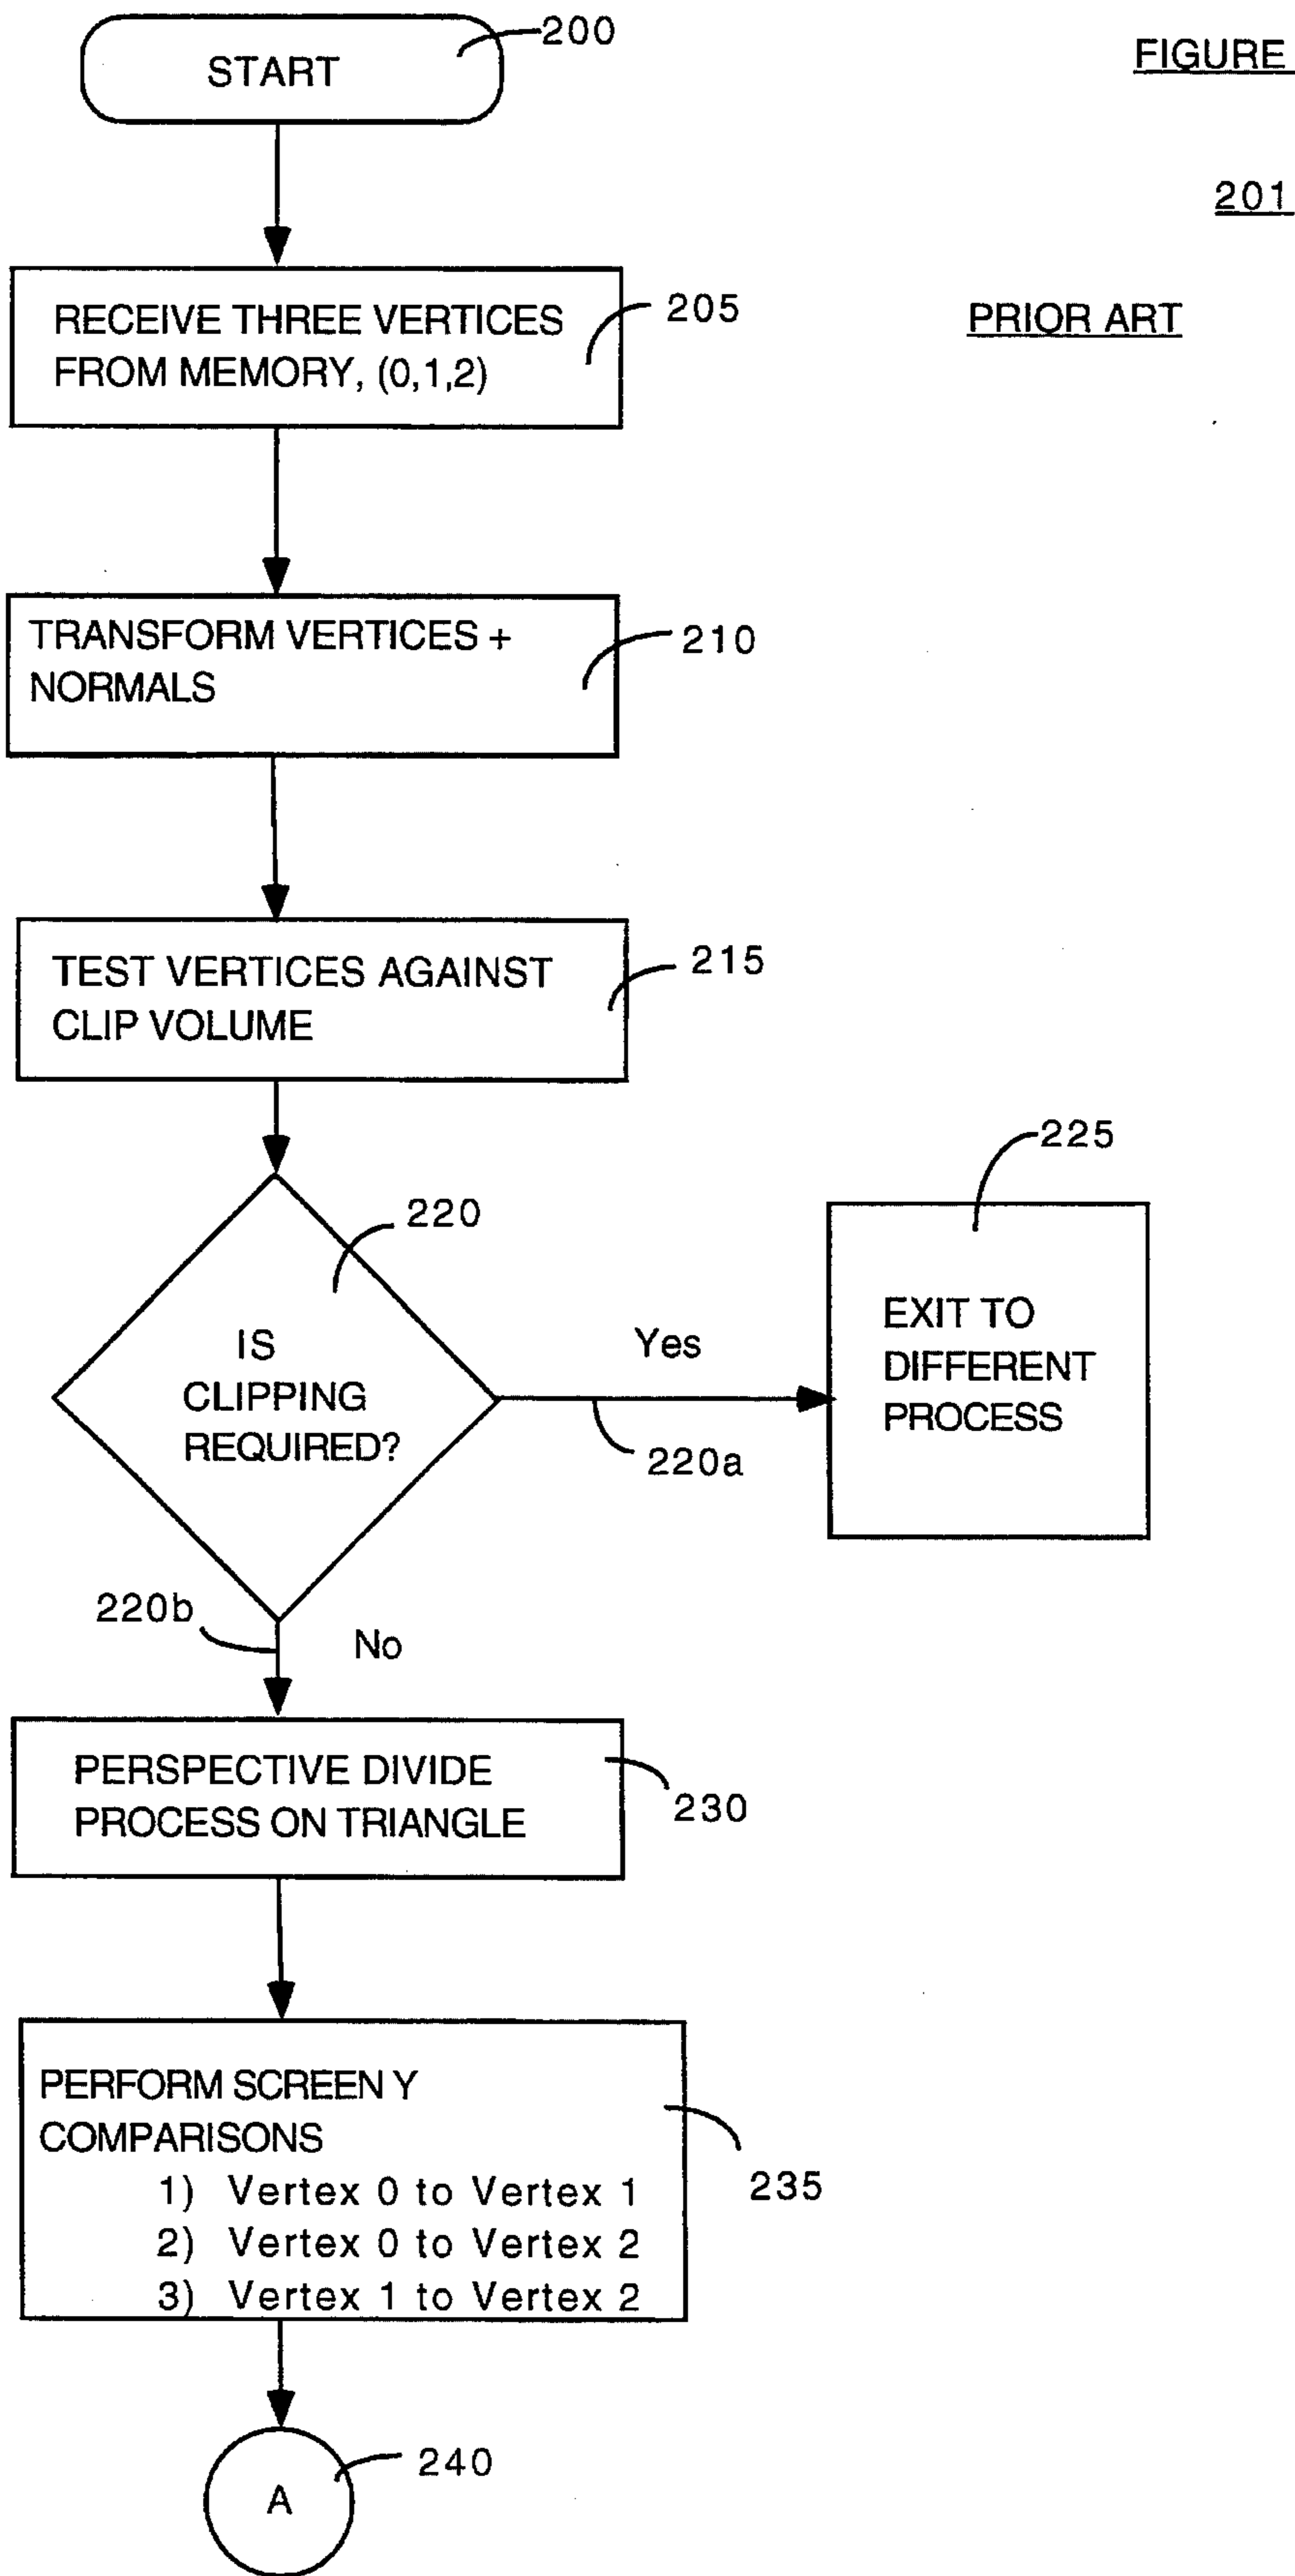 START
200
FIGURE
201
RECEIVE THREE VERTICES
FROM MEMORY, (0,1,2)
205
PRIOR ART
TRANSFORM VERTICES +
NORMALS
210
TEST VERTICES AGAINST
CLIP VOLUME
215
220
IS
CLIPPING
REQUIRED?
Yes
220a
225
EXIT TO
DIFFERENT
PROCESS
220b
No
PERSPECTIVE DIVIDE
PROCESS ON TRIANGLE
230
PERFORM SCREEN Y
COMPARISONS
1) Vertex 0 to Vertex 1
2) Vertex 0 to Vertex 2
3) Vertex 1 to Vertex 2
235
A
240